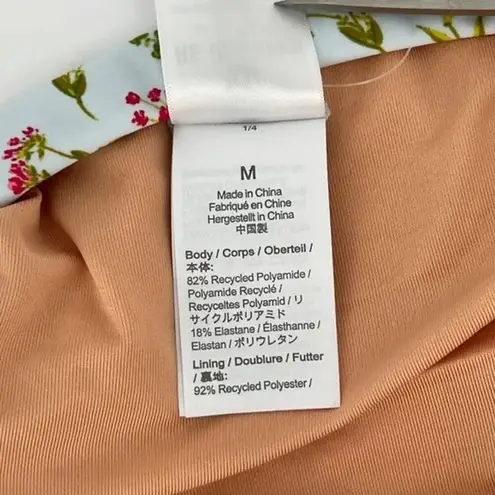 1/4
M
Made in China
Fabriqué en Chine
Hergestellt in China
中国製
Body / Corps / Oberteil /
本体:
82% Recycled Polyamide /
Polyamide Recyclé /
Recyceltes Polyamid / リ
サイクルポリアミド
18% Elastane / Élasthanne /
Elastan / ポリウレタン
Lining / Doublure / Futter
/ 裏地:
92% Recycled Polyester /